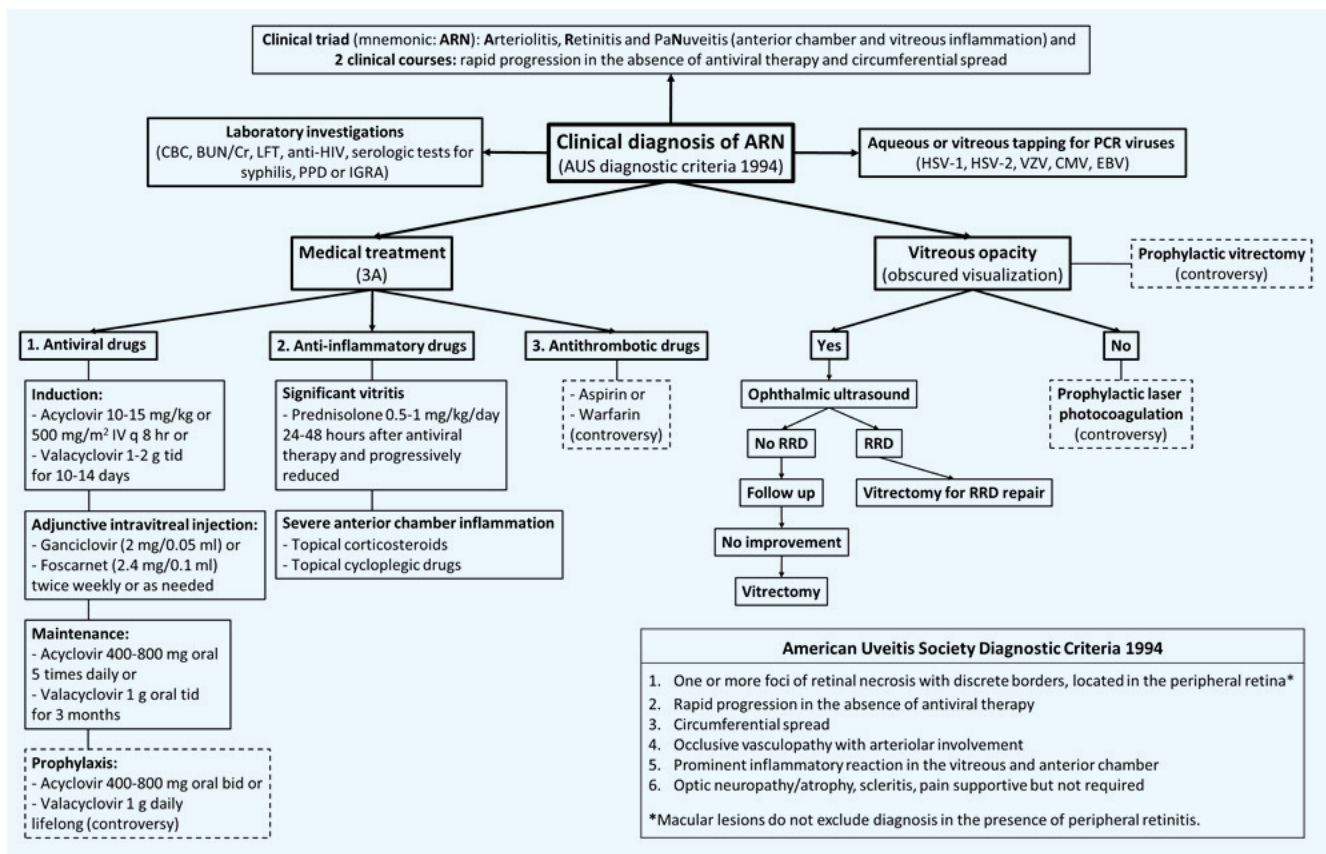 Clinical triad (mnemonic: ARN): Arteriolitis, Retinitis and PaNuveitis (anterior chamber and vitreous inflammation) and
2 clinical courses: rapid progression in the absence of antiviral therapy and circumferential spread
Laboratory investigations
(CBC, BUN/Cr, LFT, anti-HIV, serologic tests for
syphilis, PPD or IGRA)
Clinical diagnosis of ARN
(AUS diagnostic criteria 1994)
Aqueous or vitreous tapping for PCR viruses
(HSV-1, HSV-2, VZV, CMV, EBV)
Medical treatment
(3A)
Vitreous opacity
(obscured visualization)
Prophylactic vitrectomy
(controversy)
1. Antiviral drugs
2. Anti-inflammatory drugs
3. Antithrombotic drugs
Yes
No
Induction:
- Acyclovir 10-15 mg/kg or
500 mg/m² IV q 8 hr or
- Valacyclovir 1-2 g tid
for 10-14 days
Significant vitritis
- Prednisolone 0.5-1 mg/kg/day
24-48 hours after antiviral
therapy and progressively
reduced
- Aspirin or
- Warfarin
(controversy)
Ophthalmic ultrasound
Prophylactic laser
photocoagulation
(controversy)
No RRD
RRD
Follow up
Vitrectomy for RRD repair
No improvement
Vitrectomy
Adjunctive intravitreal injection:
- Ganciclovir (2 mg/0.05 ml) or
- Foscarnet (2.4 mg/0.1 ml)
twice weekly or as needed
Severe anterior chamber inflammation
- Topical corticosteroids
- Topical cycloplegic drugs
Maintenance:
- Acyclovir 400-800 mg oral
5 times daily or
- Valacyclovir 1 g oral tid
for 3 months
Prophylaxis:
- Acyclovir 400-800 mg oral bid or
- Valacyclovir 1 g daily
lifelong (controversy)
American Uveitis Society Diagnostic Criteria 1994
1. One or more foci of retinal necrosis with discrete borders, located in the peripheral retina*
2. Rapid progression in the absence of antiviral therapy
3. Circumferential spread
4. Occlusive vasculopathy with arteriolar involvement
5. Prominent inflammatory reaction in the vitreous and anterior chamber
6. Optic neuropathy/atrophy, scleritis, pain supportive but not required
*Macular lesions do not exclude diagnosis in the presence of peripheral retinitis.